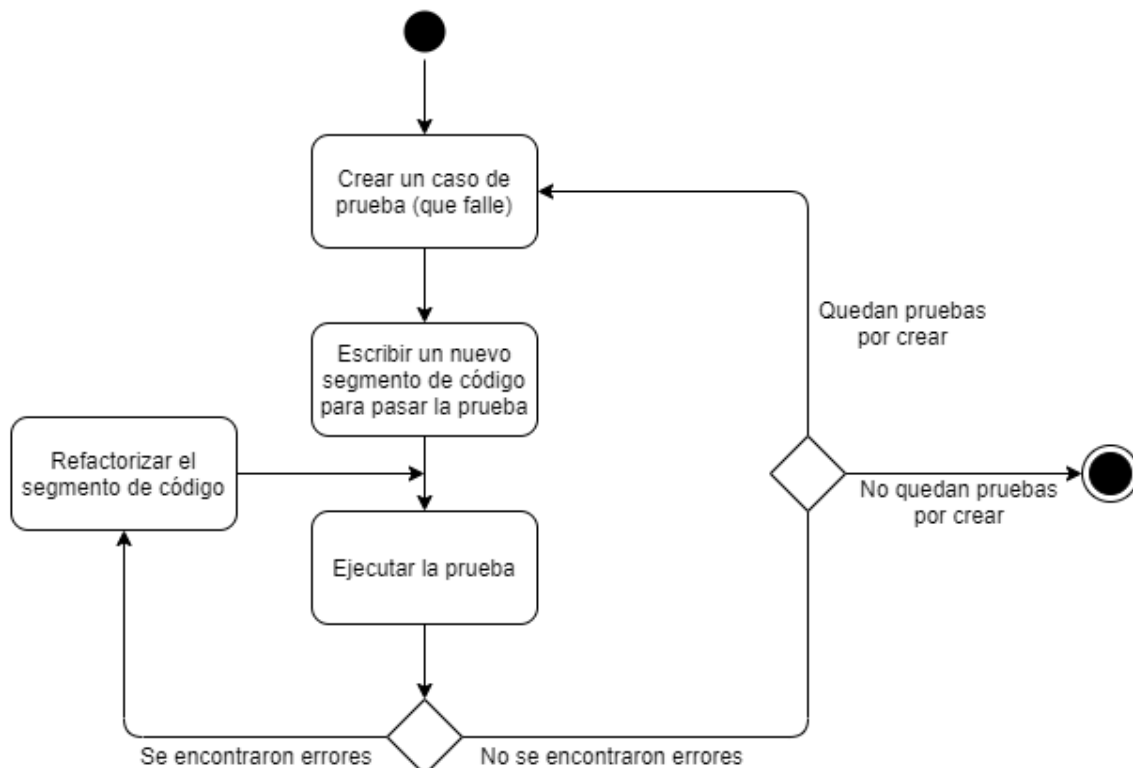 Crear un caso de
prueba (que falle)
Quedan pruebas
por crear
Escribir un nuevo
segmento de código
para pasar la prueba
Refactorizar el
segmento de código
No quedan pruebas
por crear
Ejecutar la prueba
Se encontraron errores
No se encontraron errores